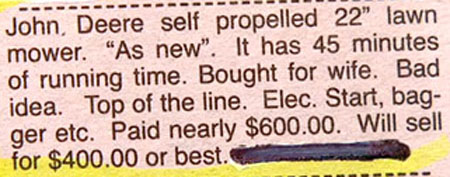 John, Deere self propelled 22” lawn
mower. “As new”. It has 45 minutes
of running time. Bought for wife. Bad
idea. Top of the line. Elec. Start, bag-
ger etc. Paid nearly $600.00. Will sell
for $400.00 or best.